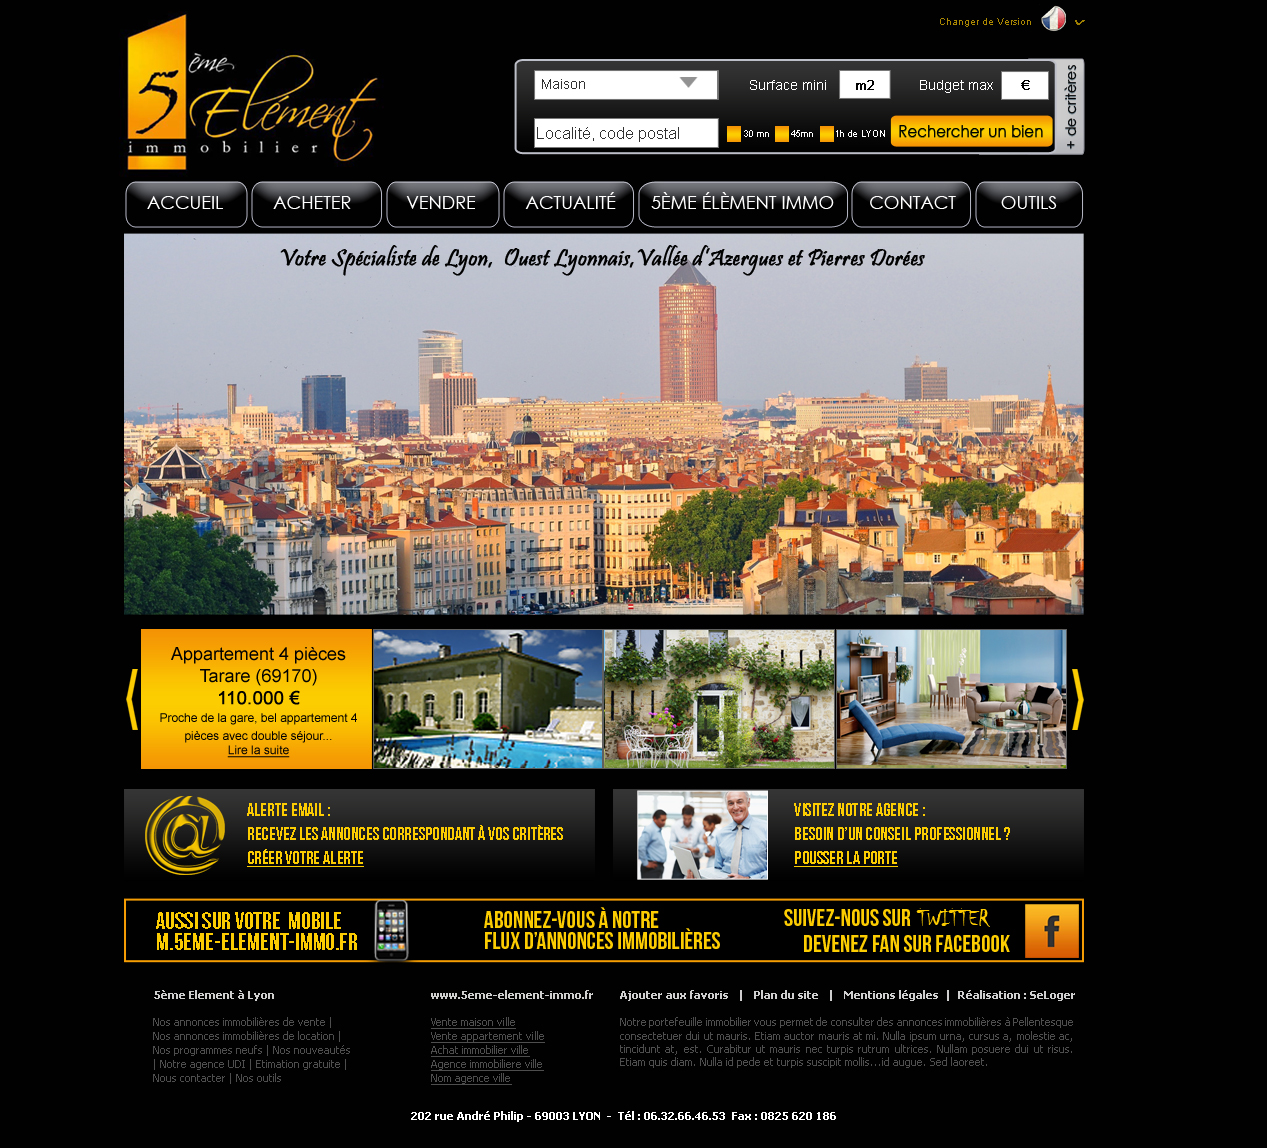 Changer de Version
5ème Elément
immobilier
Maison
Surface mini
m2
Budget max
€
+ de critères
Localité, code postal
30 mn
45mn
1h de LYON
Rechercher un bien
ACCUEIL
ACHETER
VENDRE
ACTUALITÉ
5ÈME ÉLÈMENT IMMO
CONTACT
OUTILS
Votre Spécialiste de Lyon, Ouest Lyonnais, Vallée d'Azergues et Pierres Dorées
Appartement 4 pièces
Tarare (69170)
110.000 €
Proche de la gare, bel appartement 4
pièces avec double séjour...
Lire la suite
ALERTE EMAIL :
RECEVEZ LES ANNONCES CORRESPONDANT À VOS CRITÈRES
CRÉER VOTRE ALERTE
VISITEZ NOTRE AGENCE :
BESOIN D'UN CONSEIL PROFESSIONNEL ?
POUSSER LA PORTE
AUSSI SUR VOTRE MOBILE
M.5EME-ELEMENT-IMMO.FR
ABONNEZ-VOUS À NOTRE
FLUX D'ANNONCES IMMOBILIÈRES
SUIVEZ-NOUS SUR TWITTER
DEVENEZ FAN SUR FACEBOOK
f
5ème Element à Lyon
Nos annonces immobilières de vente |
Nos annonces immobilières de location |
Nos programmes neufs | Nos nouveautés
| Notre agence UDI | Etimation gratuite |
Nous contacter | Nos outils
www.5eme-element-immo.fr
Vente maison ville
Vente appartement ville
Achat immobilier ville
Agence immobiliere ville
Nom agence ville
Ajouter aux favoris | Plan du site | Mentions légales | Réalisation : SeLoger
Notre portefeuille immobilier vous permet de consulter des annonces immobilières à Pellentesque
consectetuer dui ut mauris. Etiam auctor mauris at mi. Nulla ipsum urna, cursus a, molestie ac,
tincidunt at, est. Curabitur ut mauris nec turpis rutrum ultrices. Nullam posuere dui ut risus.
Etiam quis diam. Nulla id pede et turpis suscipit mollis...id augue. Sed laoreet.
202 rue André Philip - 69003 LYON - Tél : 06.32.66.46.53 Fax : 0825 620 186